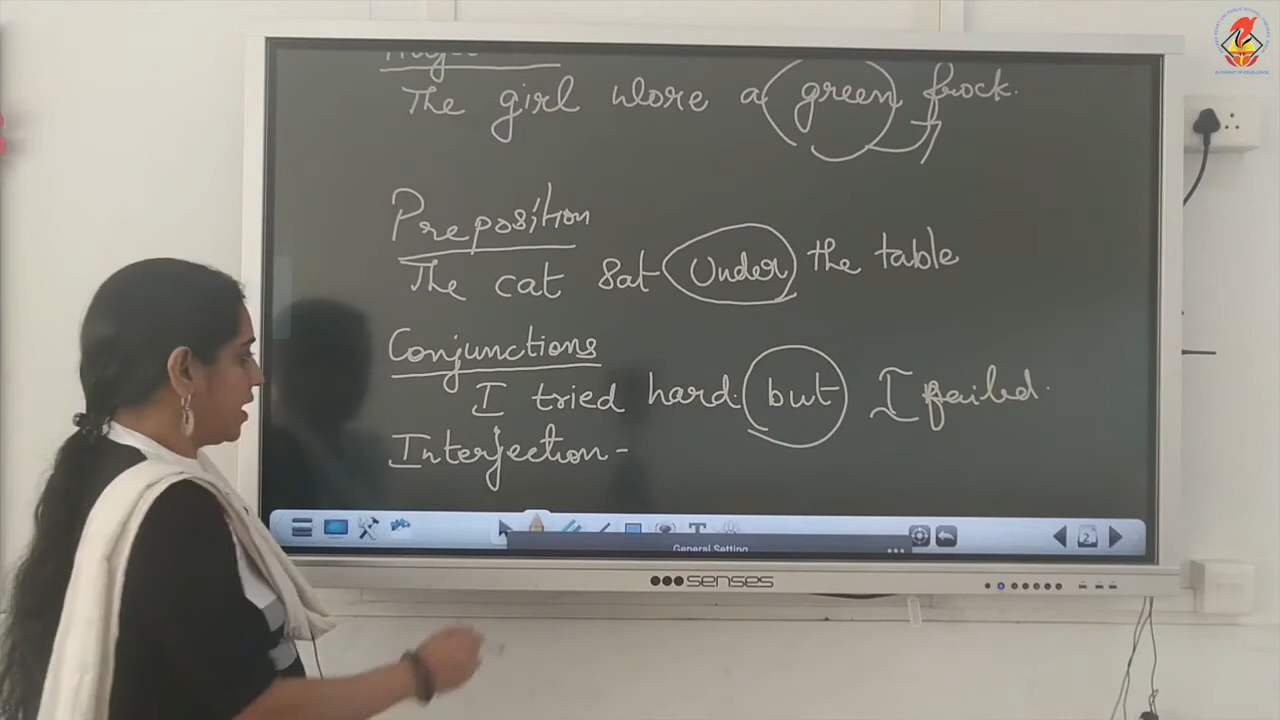 The girl wore a green frock.
Preposition
The cat sat under the table
Conjunctions
I tried hard but I failed.
Interjection -
General Setting
2
senses